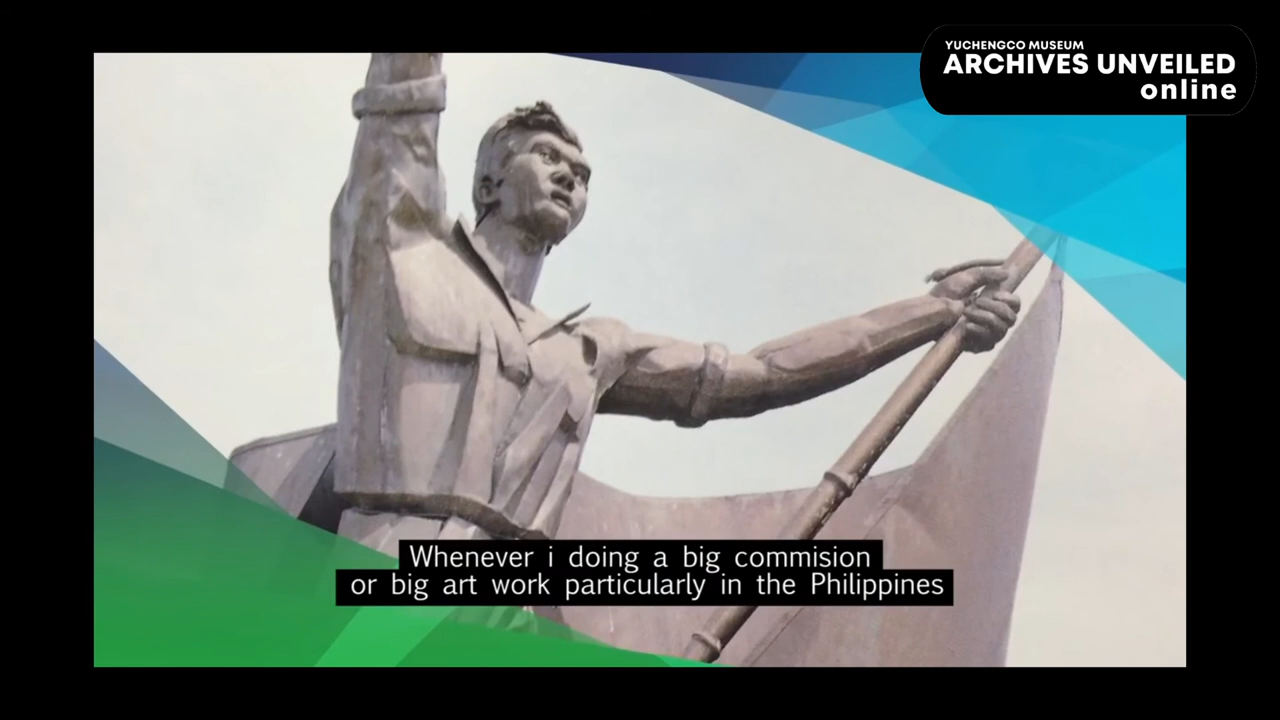 YUCHENGCO MUSEUM
ARCHIVES UNVEILED
online
Whenever i doing a big commision
or big art work particularly in the Philippines